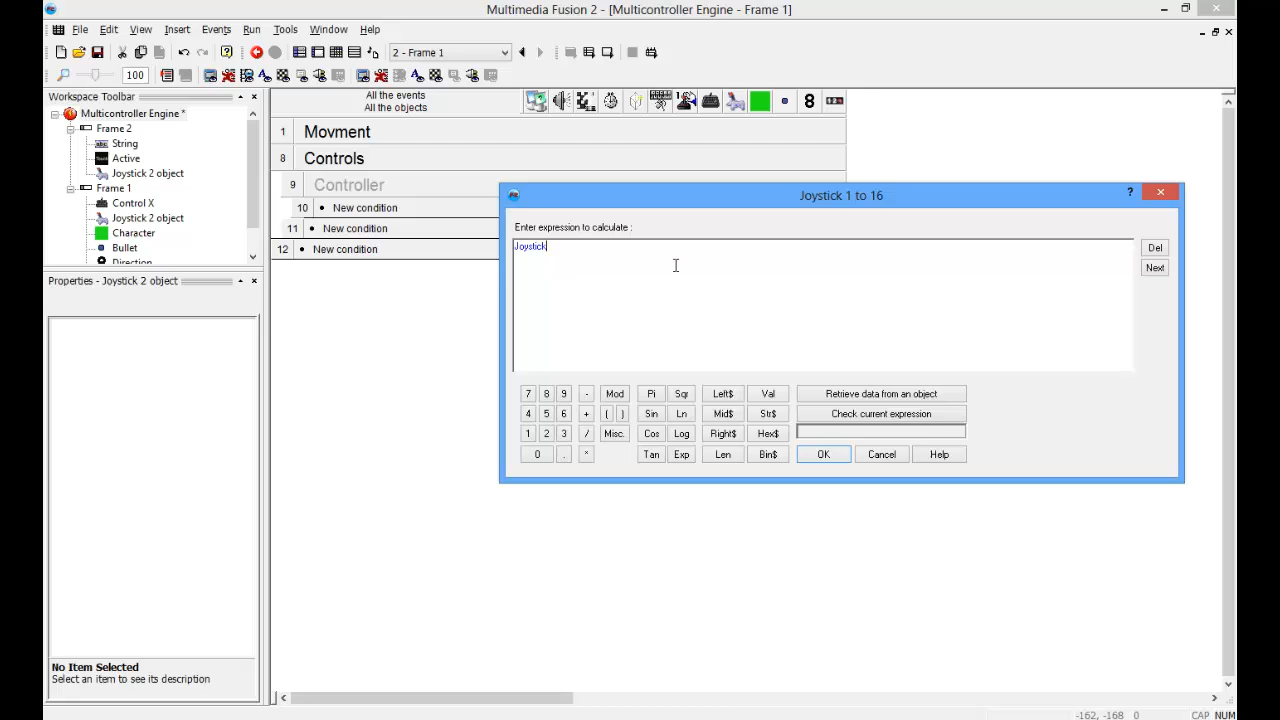 Multimedia Fusion 2 - [Multicontroller Engine - Frame 1]
File Edit View Insert Events Run Tools Window Help
2 - Frame 1
100
Workspace Toolbar
Multicontroller Engine *
Frame 2
String
Active
Joystick 2 object
Frame 1
Control X
Joystick 2 object
Character
Bullet
Direction
Properties - Joystick 2 object
No Item Selected
Select an item to see its description
All the events
All the objects
1 Movment
8 Controls
9 Controller
10 • New condition
11 • New condition
12 • New condition
Joystick 1 to 16
Enter expression to calculate :
Joystick
Del
Next
7 8 9 - Mod Pi Sqr Left$ Val Retrieve data from an object
4 5 6 + ( ) Sin Ln Mid$ Str$ Check current expression
1 2 3 / Misc. Cos Log Right$ Hex$
0 . * Tan Exp Len Bin$ OK Cancel Help
-162, -168 0 CAP NUM